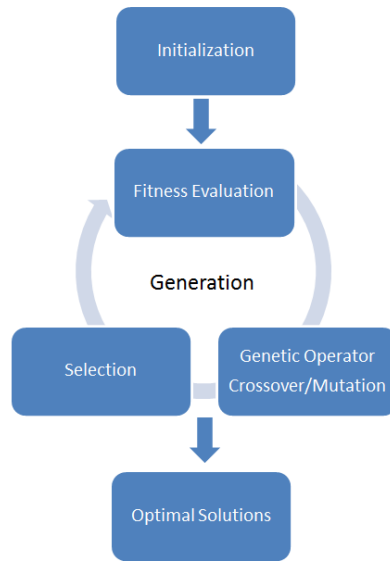 Initialization
Fitness Evaluation
Generation
Selection
Genetic Operator
Crossover/Mutation
Optimal Solutions